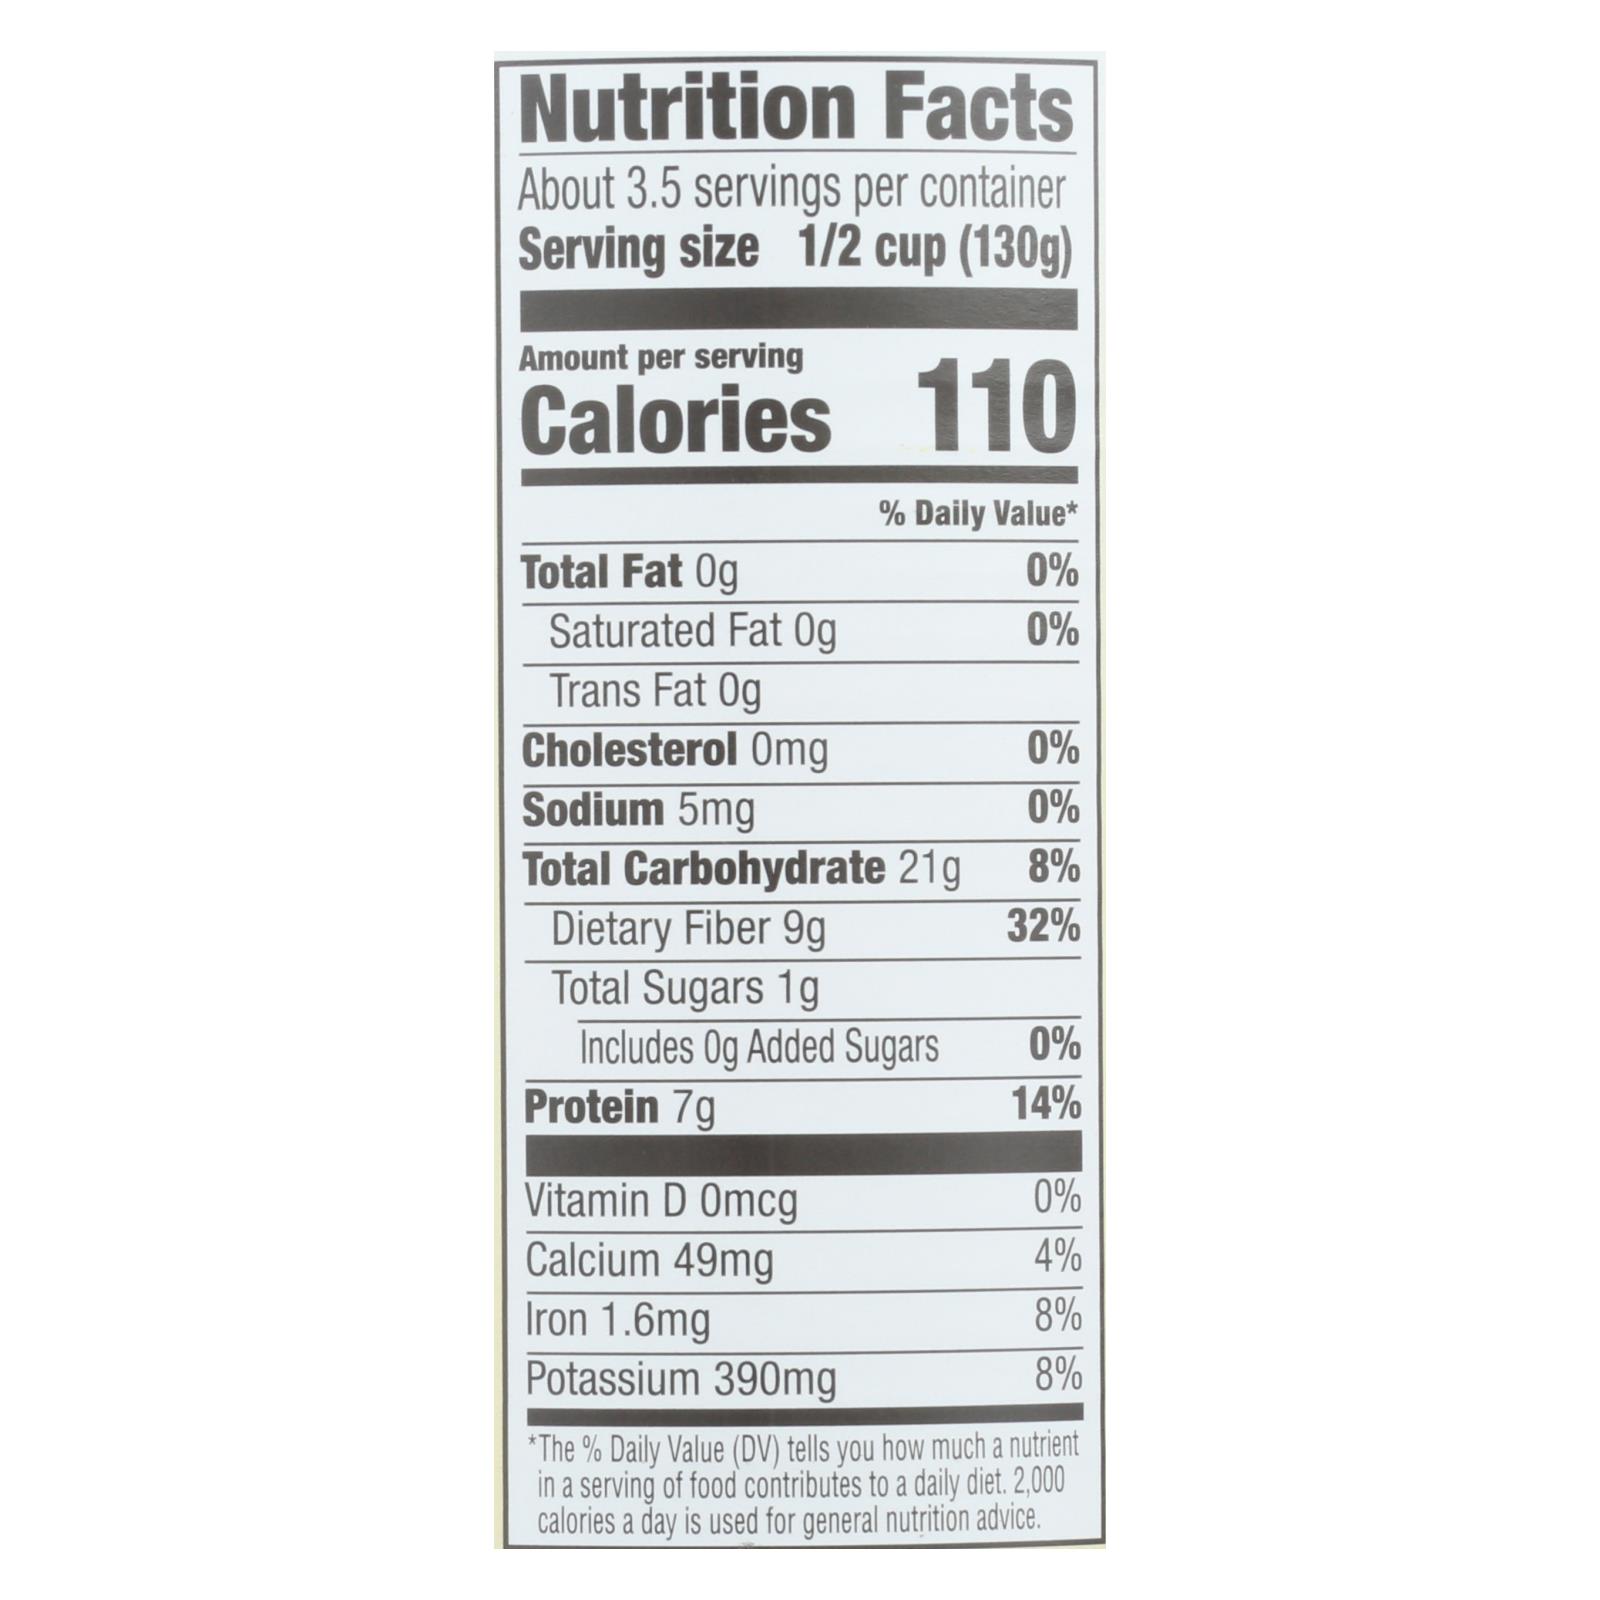 Nutrition Facts
About 3.5 servings per container
Serving size 1/2 cup (130g)
Amount per serving
Calories 110
% Daily Value*
Total Fat 0g 0%
Saturated Fat 0g 0%
Trans Fat 0g
Cholesterol 0mg 0%
Sodium 5mg 0%
Total Carbohydrate 21g 8%
Dietary Fiber 9g 32%
Total Sugars 1g
Includes 0g Added Sugars 0%
Protein 7g 14%
Vitamin D 0mcg 0%
Calcium 49mg 4%
Iron 1.6mg 8%
Potassium 390mg 8%
*The % Daily Value (DV) tells you how much a nutrient
in a serving of food contributes to a daily diet. 2,000
calories a day is used for general nutrition advice.